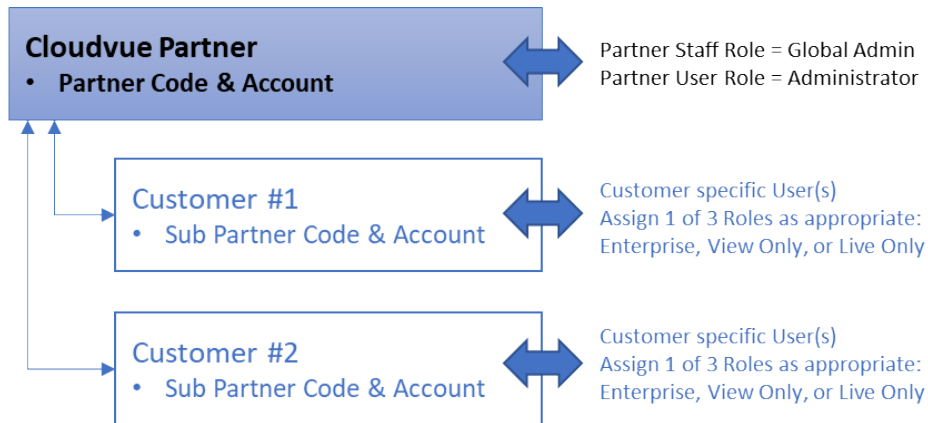 Cloudvue Partner
• Partner Code & Account
Partner Staff Role = Global Admin
Partner User Role = Administrator
Customer #1
• Sub Partner Code & Account
Customer specific User(s)
Assign 1 of 3 Roles as appropriate:
Enterprise, View Only, or Live Only
Customer #2
• Sub Partner Code & Account
Customer specific User(s)
Assign 1 of 3 Roles as appropriate:
Enterprise, View Only, or Live Only